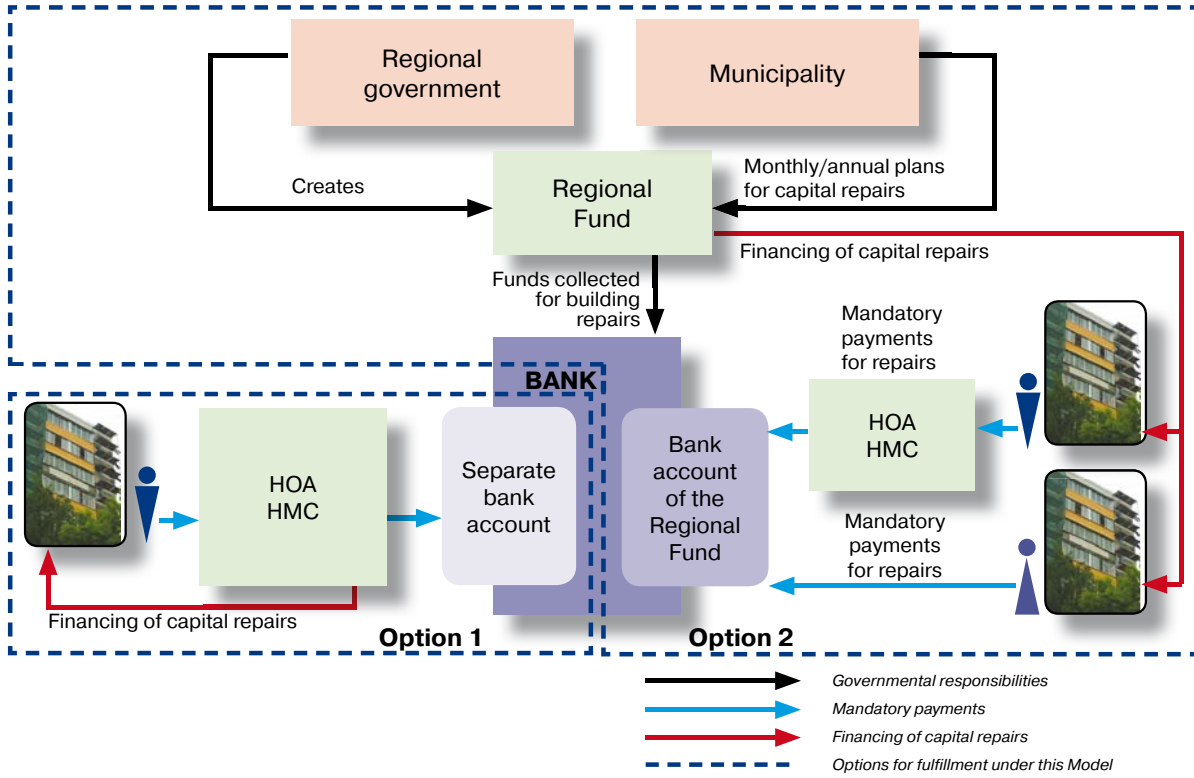 Regional
government
Municipality
Creates
Regional
Fund
Monthly/annual plans
for capital repairs
Financing of capital repairs
Funds collected
for building
repairs
Mandatory
payments
for repairs
BANK
HOA
HMC
Separate
bank
account
Bank
account
of the
Regional
Fund
HOA
HMC
Mandatory
payments
for repairs
Financing of capital repairs
Option 1
Option 2
Governmental responsibilities
Mandatory payments
Financing of capital repairs
Options for fulfillment under this Model